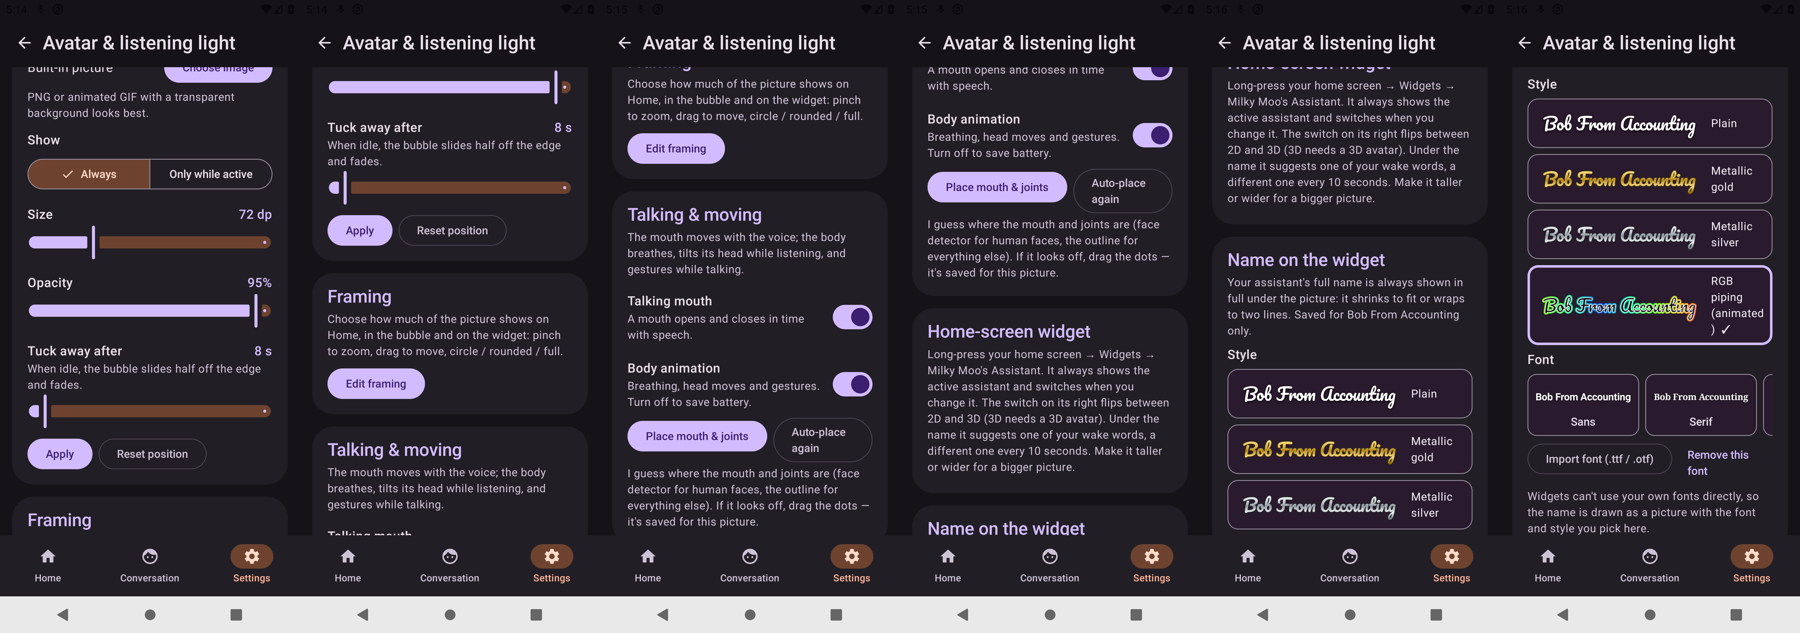 5:14
Avatar & listening light
Built-in picture
Choose image
PNG or animated GIF with a transparent
background looks best.
Show
Always
Only while active
Size
72 dp
Opacity
95%
Tuck away after
8 s
When idle, the bubble slides half off the edge
and fades.
Apply
Reset position
Framing
Home
Conversation
Settings
5:14
Avatar & listening light
Tuck away after
8 s
When idle, the bubble slides half off the edge
and fades.
Apply
Reset position
Framing
Choose how much of the picture shows on
Home, in the bubble and on the widget: pinch
to zoom, drag to move, circle / rounded / full.
Edit framing
Talking & moving
The mouth moves with the voice; the body
breathes, tilts its head while listening, and
gestures while talking.
Talking mouth
Home
Conversation
Settings
5:15
Avatar & listening light
Framing
Choose how much of the picture shows on
Home, in the bubble and on the widget: pinch
to zoom, drag to move, circle / rounded / full.
Edit framing
Talking & moving
The mouth moves with the voice; the body
breathes, tilts its head while listening, and
gestures while talking.
Talking mouth
A mouth opens and closes in time
with speech.
Body animation
Breathing, head moves and gestures.
Turn off to save battery.
Place mouth & joints
Auto-place
again
I guess where the mouth and joints are (face
detector for human faces, the outline for
everything else). If it looks off, drag the dots —
it's saved for this picture.
Home
Conversation
Settings
5:15
Avatar & listening light
A mouth opens and closes in time
with speech.
Body animation
Breathing, head moves and gestures.
Turn off to save battery.
Place mouth & joints
Auto-place
again
I guess where the mouth and joints are (face
detector for human faces, the outline for
everything else). If it looks off, drag the dots —
it's saved for this picture.
Home-screen widget
Long-press your home screen → Widgets →
Milky Moo's Assistant. It always shows the
active assistant and switches when you
change it. The switch on its right flips between
2D and 3D (3D needs a 3D avatar). Under the
name it suggests one of your wake words, a
different one every 10 seconds. Make it taller
or wider for a bigger picture.
Name on the widget
Home
Conversation
Settings
5:16
Avatar & listening light
Home-screen widget
Long-press your home screen → Widgets →
Milky Moo's Assistant. It always shows the
active assistant and switches when you
change it. The switch on its right flips between
2D and 3D (3D needs a 3D avatar). Under the
name it suggests one of your wake words, a
different one every 10 seconds. Make it taller
or wider for a bigger picture.
Name on the widget
Your assistant's full name is always shown in
full under the picture: it shrinks to fit or wraps
to two lines. Saved for Bob From Accounting
only.
Style
Bob From Accounting
Plain
Bob From Accounting
Metallic
gold
Bob From Accounting
Metallic
silver
Home
Conversation
Settings
5:16
Avatar & listening light
Style
Bob From Accounting
Plain
Bob From Accounting
Metallic
gold
Bob From Accounting
Metallic
silver
Bob From Accounting
RGB
piping
(animated
) ✓
Font
Bob From Accounting
Sans
Bob From Accounting
Serif
Import font (.ttf / .otf)
Remove this
font
Widgets can't use your own fonts directly, so
the name is drawn as a picture with the font
and style you pick here.
Home
Conversation
Settings